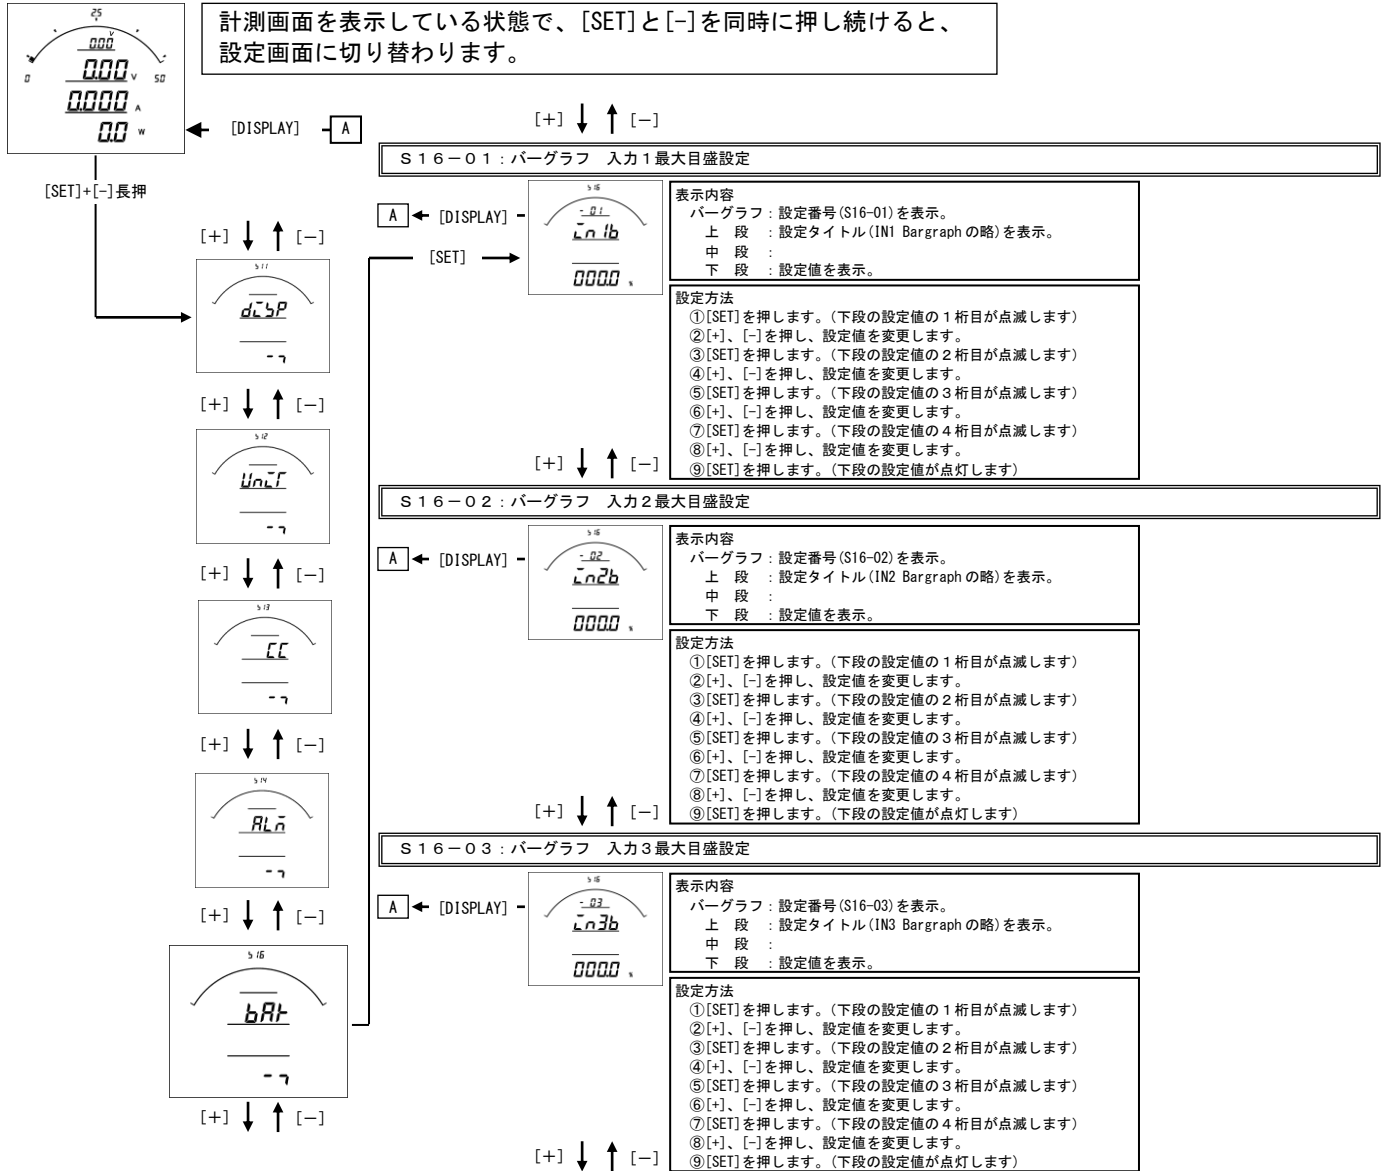 計測画面を表示している状態で、[SET]と[-]を同時に押し続けると、
設定画面に切り替わります。
25
0.00 V
0 0.00 V 50
0.000 A
0.0 W
[DISPLAY] A
[SET]+[-]長押
[+] [-]
S11
dISP
[+] [-]
S12
UnIT
[+] [-]
S13
CC
[+] [-]
S14
ALm
[+] [-]
S16
bAr
[+] [-]
[+] [-]
S16-01:バーグラフ 入力1最大目盛設定
A [DISPLAY]
[SET]
S16
-01
In1b
000.0 %
表示内容
バーグラフ:設定番号(S16-01)を表示。
上 段 :設定タイトル(IN1 Bargraphの略)を表示。
中 段 :
下 段 :設定値を表示。
設定方法
①[SET]を押します。(下段の設定値の1桁目が点滅します)
②[+]、[-]を押し、設定値を変更します。
③[SET]を押します。(下段の設定値の2桁目が点滅します)
④[+]、[-]を押し、設定値を変更します。
⑤[SET]を押します。(下段の設定値の3桁目が点滅します)
⑥[+]、[-]を押し、設定値を変更します。
⑦[SET]を押します。(下段の設定値の4桁目が点滅します)
⑧[+]、[-]を押し、設定値を変更します。
⑨[SET]を押します。(下段の設定値が点灯します)
[+] [-]
S16-02:バーグラフ 入力2最大目盛設定
A [DISPLAY]
S16
-02
In2b
000.0 %
表示内容
バーグラフ:設定番号(S16-02)を表示。
上 段 :設定タイトル(IN2 Bargraphの略)を表示。
中 段 :
下 段 :設定値を表示。
設定方法
①[SET]を押します。(下段の設定値の1桁目が点滅します)
②[+]、[-]を押し、設定値を変更します。
③[SET]を押します。(下段の設定値の2桁目が点滅します)
④[+]、[-]を押し、設定値を変更します。
⑤[SET]を押します。(下段の設定値の3桁目が点滅します)
⑥[+]、[-]を押し、設定値を変更します。
⑦[SET]を押します。(下段の設定値の4桁目が点滅します)
⑧[+]、[-]を押し、設定値を変更します。
⑨[SET]を押します。(下段の設定値が点灯します)
[+] [-]
S16-03:バーグラフ 入力3最大目盛設定
A [DISPLAY]
S16
-03
In3b
000.0 %
表示内容
バーグラフ:設定番号(S16-03)を表示。
上 段 :設定タイトル(IN3 Bargraphの略)を表示。
中 段 :
下 段 :設定値を表示。
設定方法
①[SET]を押します。(下段の設定値の1桁目が点滅します)
②[+]、[-]を押し、設定値を変更します。
③[SET]を押します。(下段の設定値の2桁目が点滅します)
④[+]、[-]を押し、設定値を変更します。
⑤[SET]を押します。(下段の設定値の3桁目が点滅します)
⑥[+]、[-]を押し、設定値を変更します。
⑦[SET]を押します。(下段の設定値の4桁目が点滅します)
⑧[+]、[-]を押し、設定値を変更します。
⑨[SET]を押します。(下段の設定値が点灯します)
[+] [-]